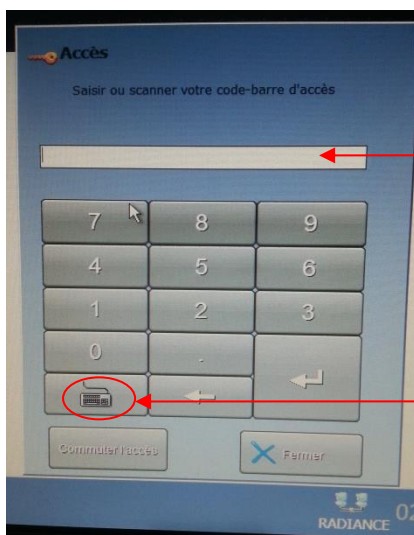 Accès
Saisir ou scanner votre code-barre d'accès
7 8 9
4 5 6
1 2 3
0 .
Commuter l'accès
Fermer
RADIANCE 02